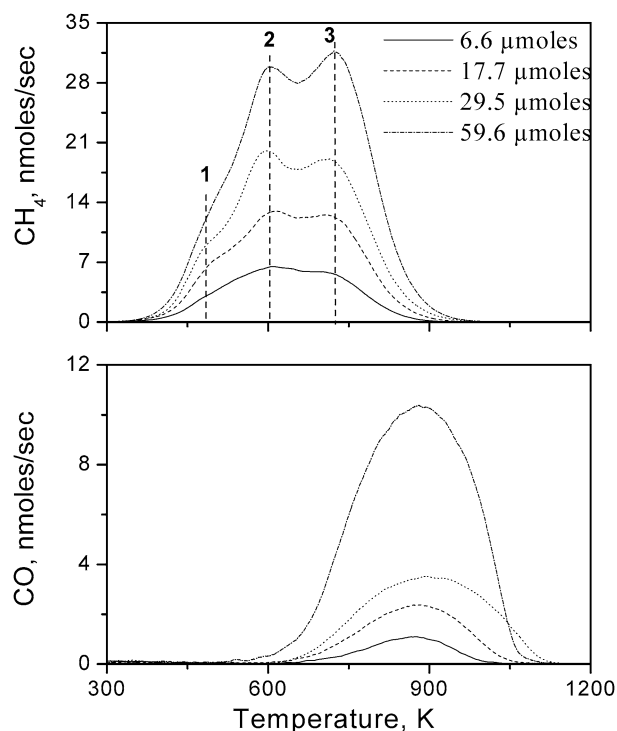 35
28
21
14
7
0
CH₄, nmoles/sec
1
2
3
6.6 µmoles
17.7 µmoles
29.5 µmoles
59.6 µmoles
12
8
4
0
CO, nmoles/sec
300
600
900
1200
Temperature, K